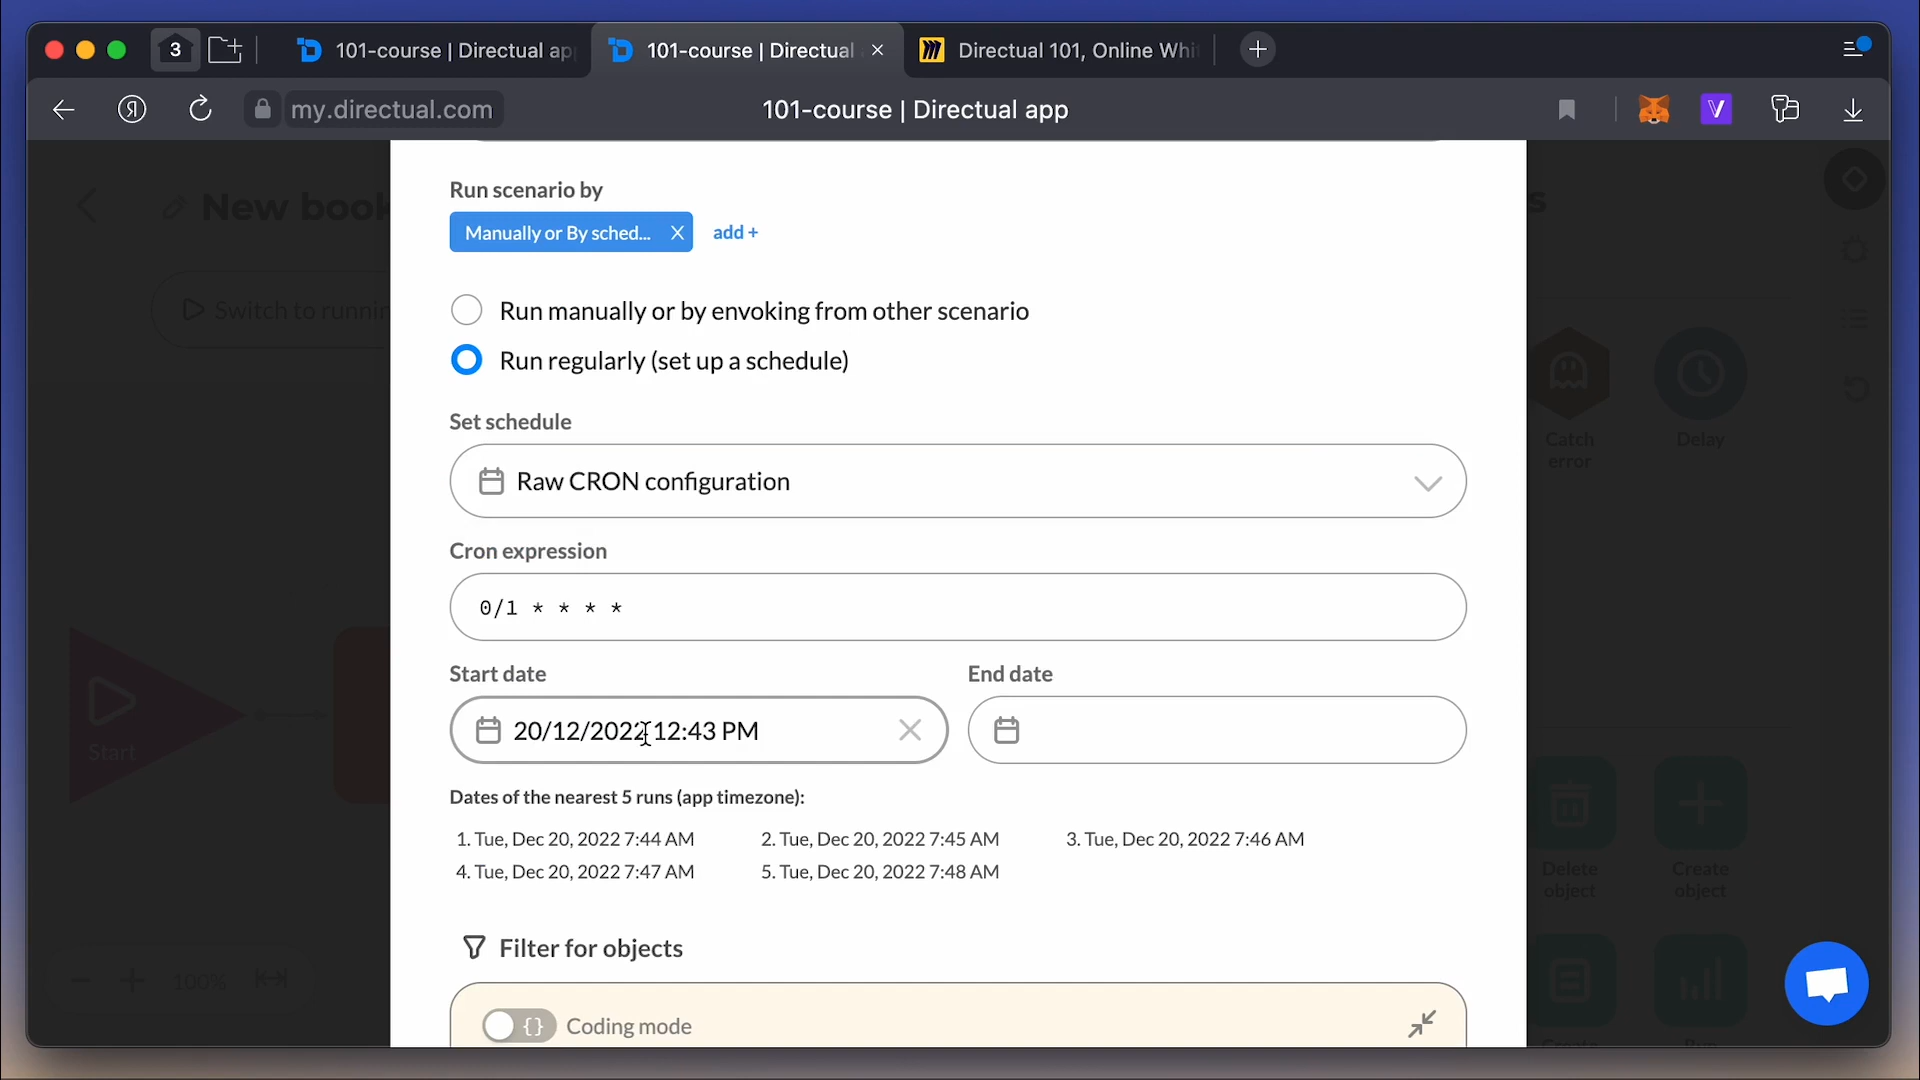 3
101-course | Directual ap
101-course | Directual
Directual 101, Online Whi
my.directual.com
101-course | Directual app
New book
Switch to runnin
Start
100%
Run scenario by
Manually or By sched...
add +
Run manually or by envoking from other scenario
Run regularly (set up a schedule)
Set schedule
Raw CRON configuration
Cron expression
0/1 * * * *
Start date
End date
20/12/2022 12:43 PM
Dates of the nearest 5 runs (app timezone):
1. Tue, Dec 20, 2022 7:44 AM
2. Tue, Dec 20, 2022 7:45 AM
3. Tue, Dec 20, 2022 7:46 AM
4. Tue, Dec 20, 2022 7:47 AM
5. Tue, Dec 20, 2022 7:48 AM
Filter for objects
{} Coding mode
Catch
error
Delay
Delete
object
Create
object